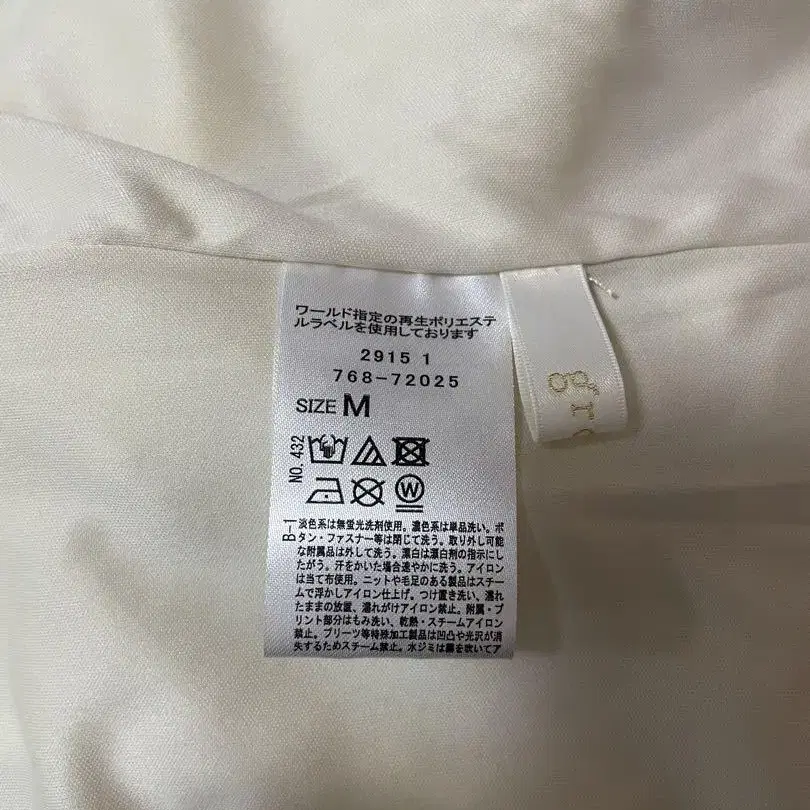 ワールド指定の再生ポリエステ
ルラベルを使用しております
2915 1
768-72025
SIZE M
NO. 432
W
B-1
淡色系は無蛍光洗剤使用。濃色系は単品洗い。ボ
タン・ファスナー等は閉じて洗う。取り外し可能
な附属品は外して洗う。漂白は漂白剤の指示にし
たがう。汗をかいた場合速やかに洗う。アイロン
は当て布使用。ニットや毛足のある製品はスチー
ムで浮かしアイロン仕上げ。つけ置き洗い、濡れ
たままの放置、濡れがけアイロン禁止。附属・プ
リント部分はもみ洗い、乾熱・スチームアイロン
禁止。プリーツ等特殊加工製品は凹凸や光沢が消
失するためスチーム禁止。水ジミは霧を吹いてア
gr